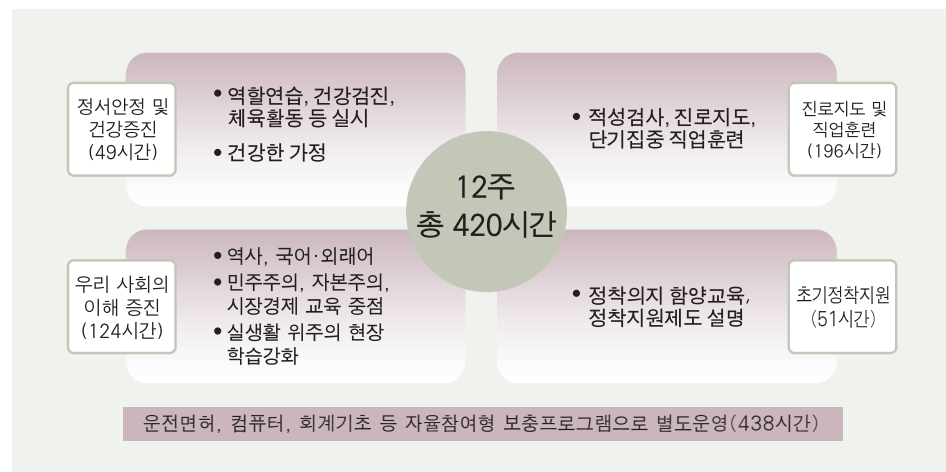 정서안정 및
건강증진
(49시간)
• 역할연습, 건강검진,
체육활동 등 실시
• 건강한 가정
• 적성검사, 진로지도,
단기집중 직업훈련
진로지도 및
직업훈련
(196시간)
12주
총 420시간
우리 사회의
이해 증진
(124시간)
• 역사, 국어·외래어
• 민주주의, 자본주의,
시장경제 교육 중점
• 실생활 위주의 현장
학습강화
• 정착의지 함양교육,
정착지원제도 설명
초기정착지원
(51시간)
운전면허, 컴퓨터, 회계기초 등 자율참여형 보충프로그램으로 별도운영(438시간)